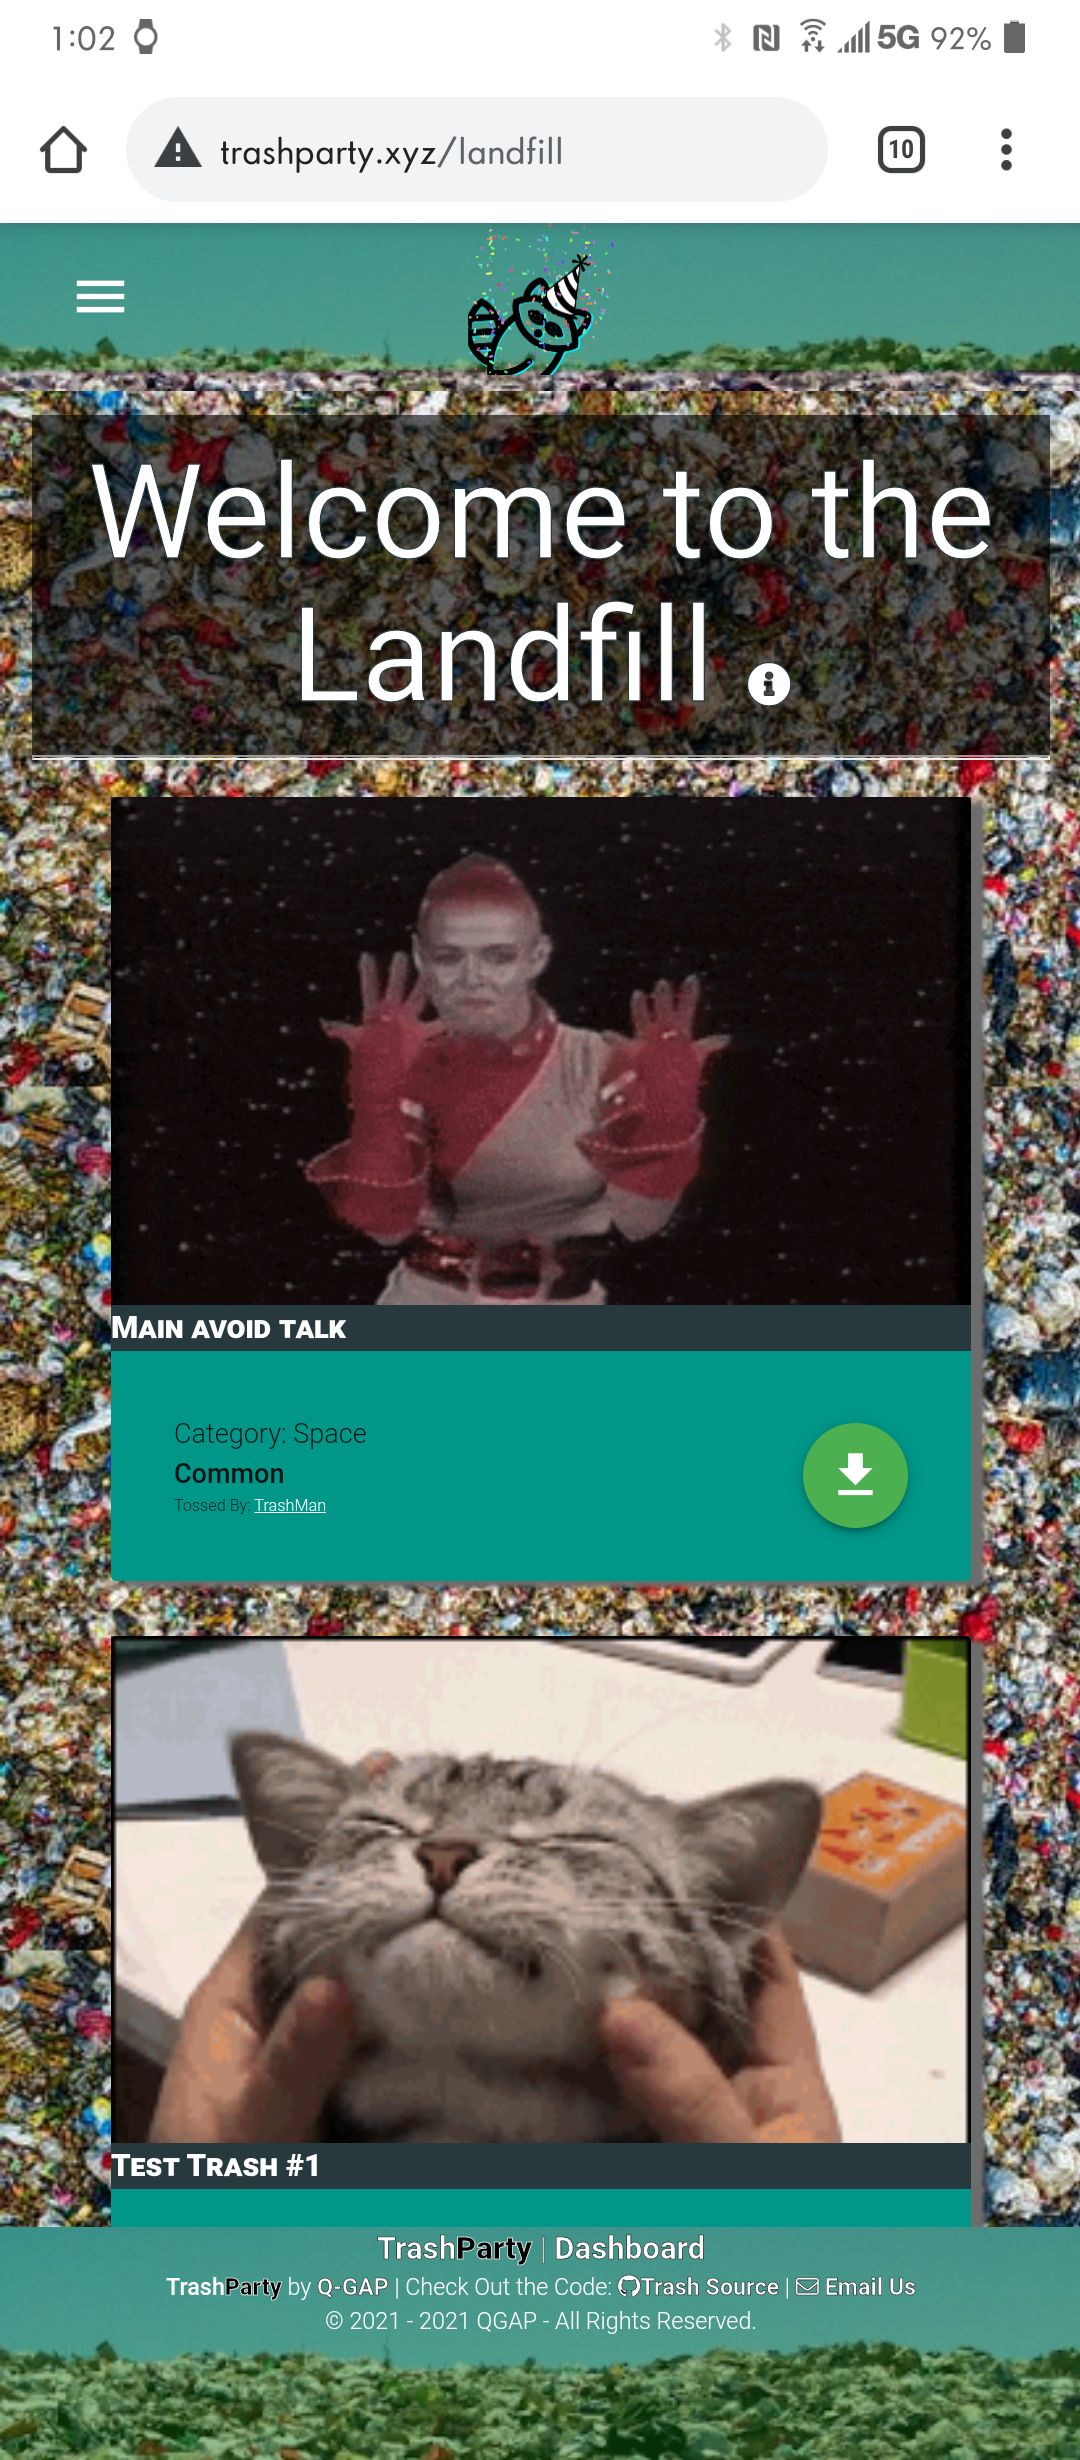 1:02 5G 92%
trashparty.xyz/landfill 10
Welcome to the
Landfill
Main avoid talk
Category: Space
Common
Tossed By: TrashMan
Test Trash #1
TrashParty | Dashboard
TrashParty by Q-GAP | Check Out the Code: Trash Source | Email Us
© 2021 - 2021 QGAP - All Rights Reserved.